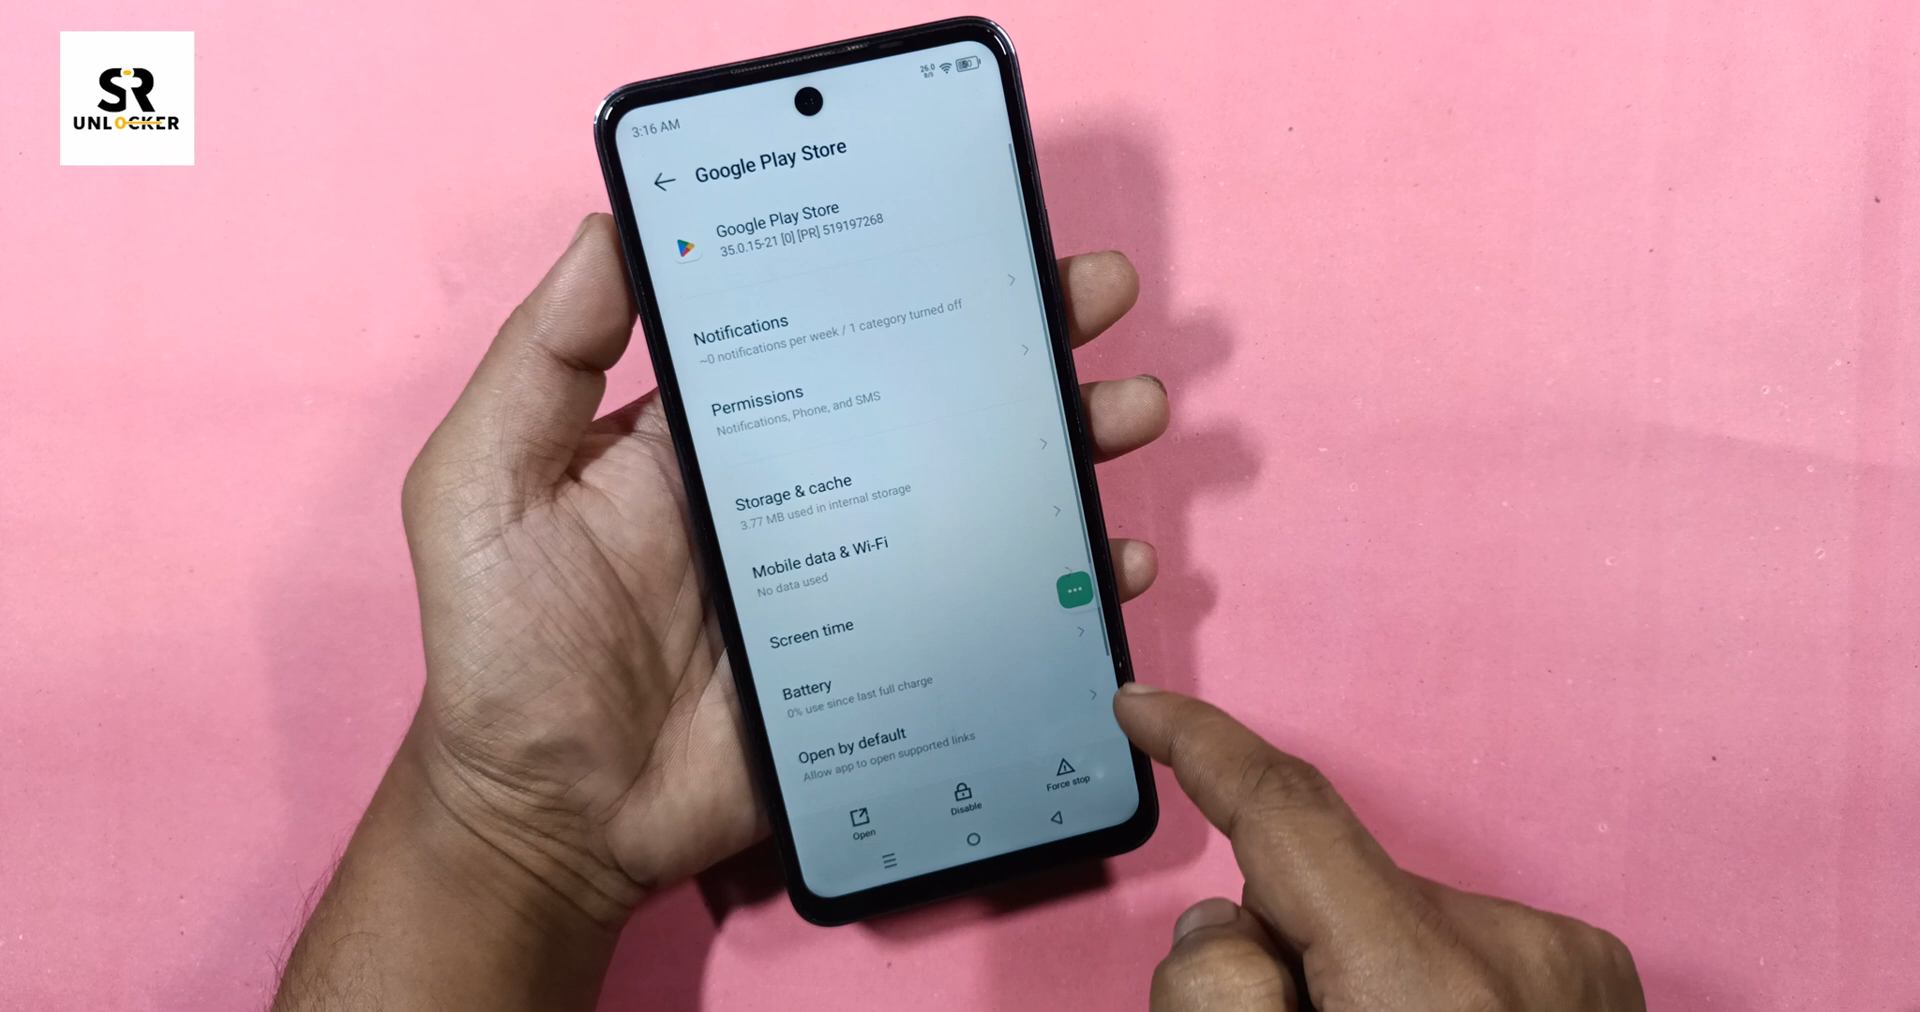 SR
UNLOCKER
3:16 AM
26.0
B/S
50
Google Play Store
Google Play Store
35.0.15-21 [0] [PR] 519197268
Notifications
~0 notifications per week / 1 category turned off
Permissions
Notifications, Phone, and SMS
Storage & cache
3.77 MB used in internal storage
Mobile data & Wi-Fi
No data used
Screen time
Battery
0% use since last full charge
Open by default
Allow app to open supported links
Open
Disable
Force stop